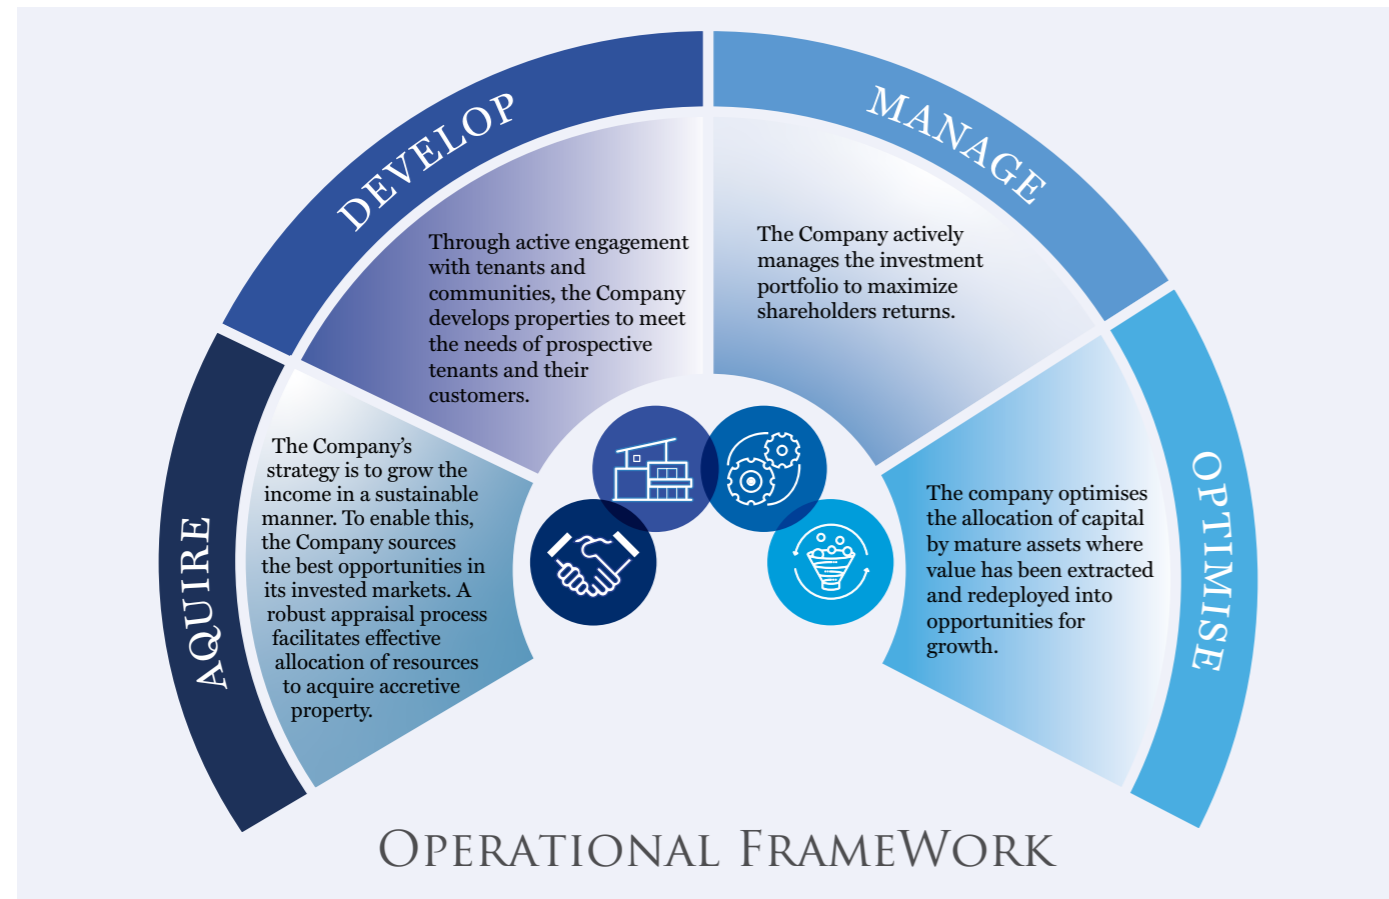 AQUIRE
The Company’s
strategy is to grow the
income in a sustainable
manner. To enable this,
the Company sources
the best opportunities in
its invested markets. A
robust appraisal process
facilitates effective
allocation of resources
to acquire accretive
property.
DEVELOP
Through active engagement
with tenants and
communities, the Company
develops properties to meet
the needs of prospective
tenants and their
customers.
MANAGE
The Company actively
manages the investment
portfolio to maximize
shareholders returns.
OPTIMISE
The company optimises
the allocation of capital
by mature assets where
value has been extracted
and redeployed into
opportunities for
growth.
OPERATIONAL FRAMEWORK